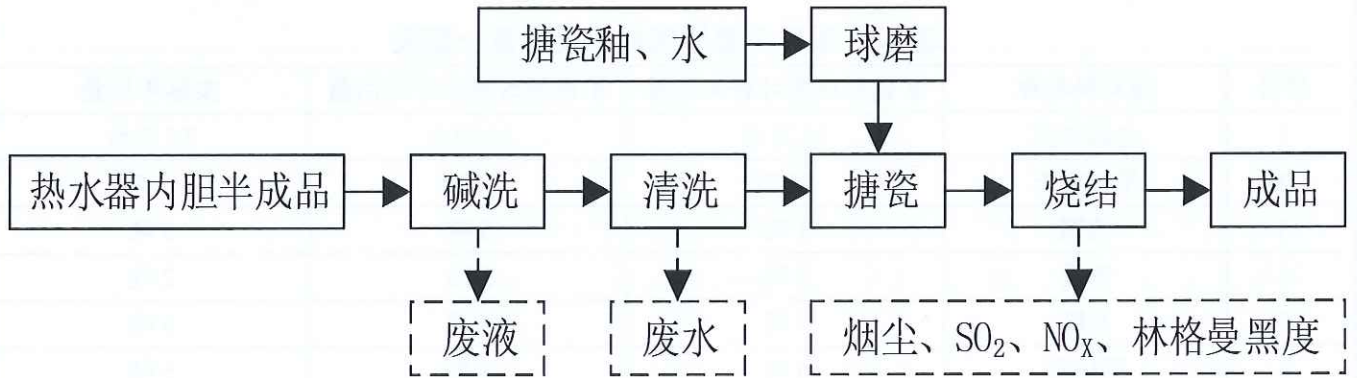 搪瓷釉、水
球磨
热水器内胆半成品
碱洗
清洗
搪瓷
烧结
成品
废液
废水
烟尘、SO₂、NOₓ、林格曼黑度